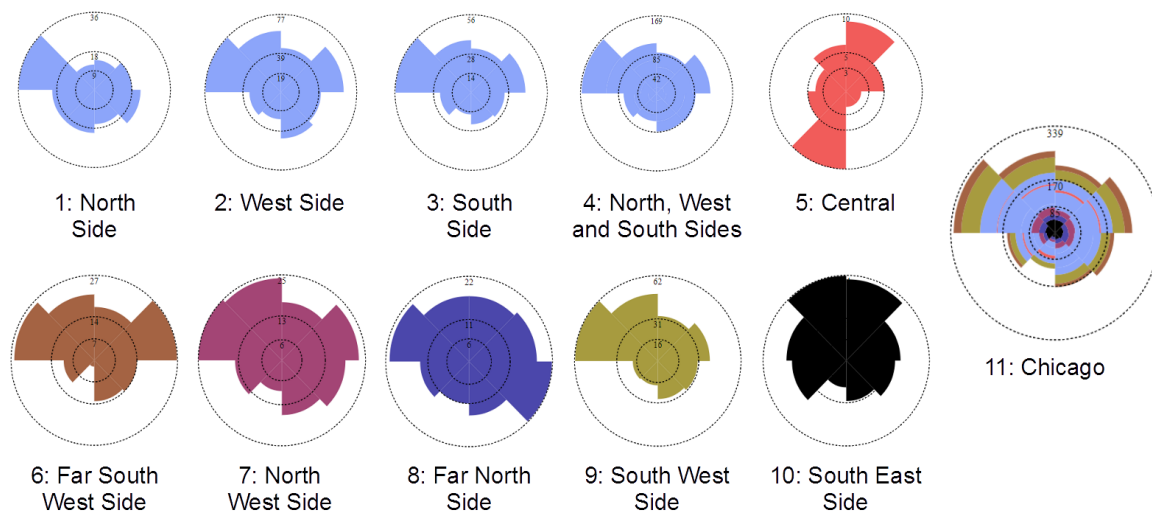 36
18
9
77
39
19
56
28
14
169
85
42
10
5
3
1: North
Side
2: West Side
3: South
Side
4: North, West
and South Sides
5: Central
339
170
85
11: Chicago
27
14
7
25
13
6
22
11
6
62
31
16
6: Far South
West Side
7: North
West Side
8: Far North
Side
9: South West
Side
10: South East
Side